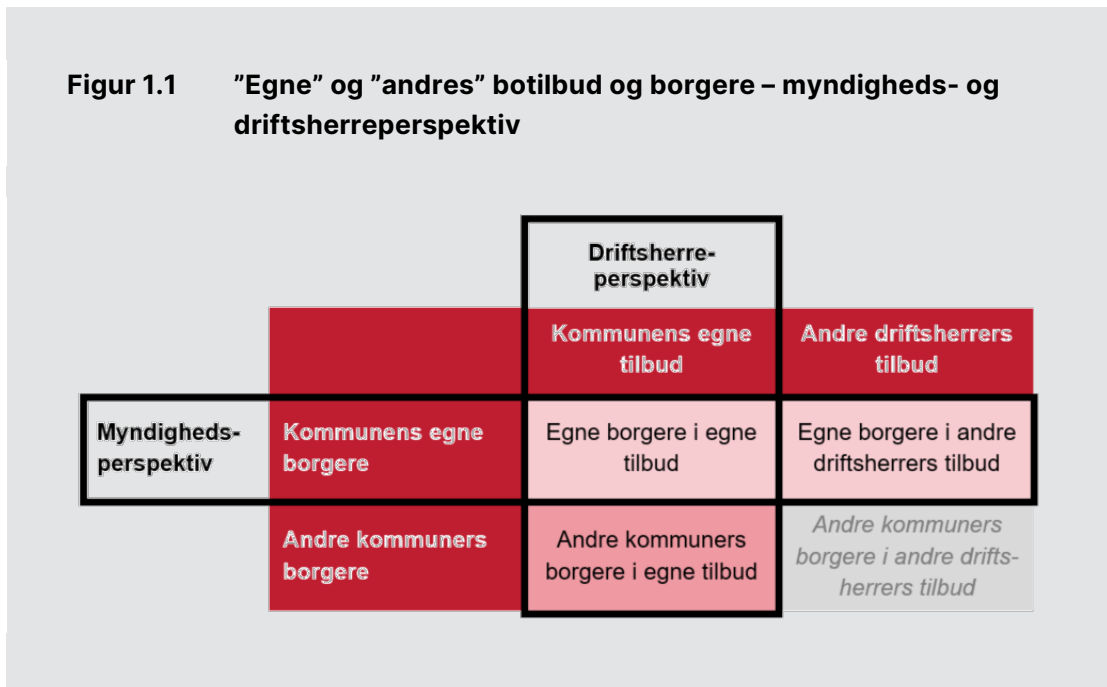 Figur 1.1 ”Egne” og ”andres” botilbud og borgere – myndigheds- og
driftsherreperspektiv
Driftsherre-
perspektiv
Kommunens egne
tilbud
Andre driftsherrers
tilbud
Myndigheds-
perspektiv
Kommunens egne
borgere
Egne borgere i egne
tilbud
Egne borgere i andre
driftsherrers tilbud
Andre kommuners
borgere
Andre kommuners
borgere i egne tilbud
Andre kommuners
borgere i andre drifts-
herrers tilbud